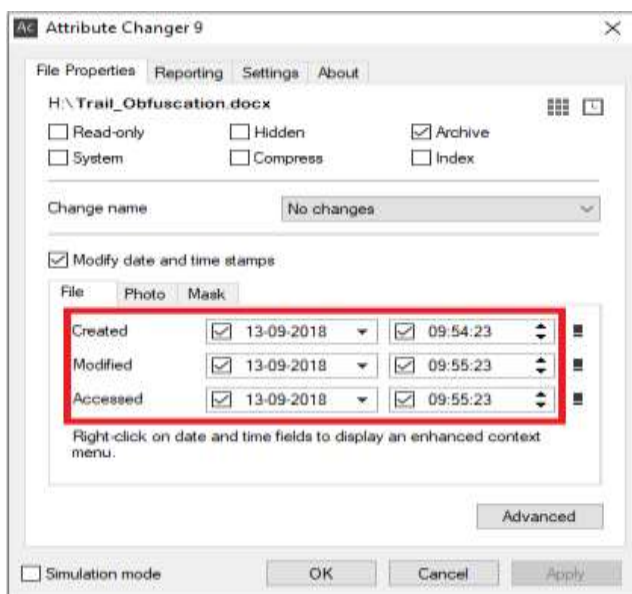 Ac Attribute Changer 9
File Properties Reporting Settings About
H:\Trail_Obfuscation.docx
Read-only Hidden Archive
System Compress Index
Change name No changes
Modify date and time stamps
File Photo Mask
Created 13-09-2018 09:54:23
Modified 13-09-2018 09:55:23
Accessed 13-09-2018 09:55:23
Right-click on date and time fields to display an enhanced context
menu.
Advanced
Simulation mode OK Cancel Apply